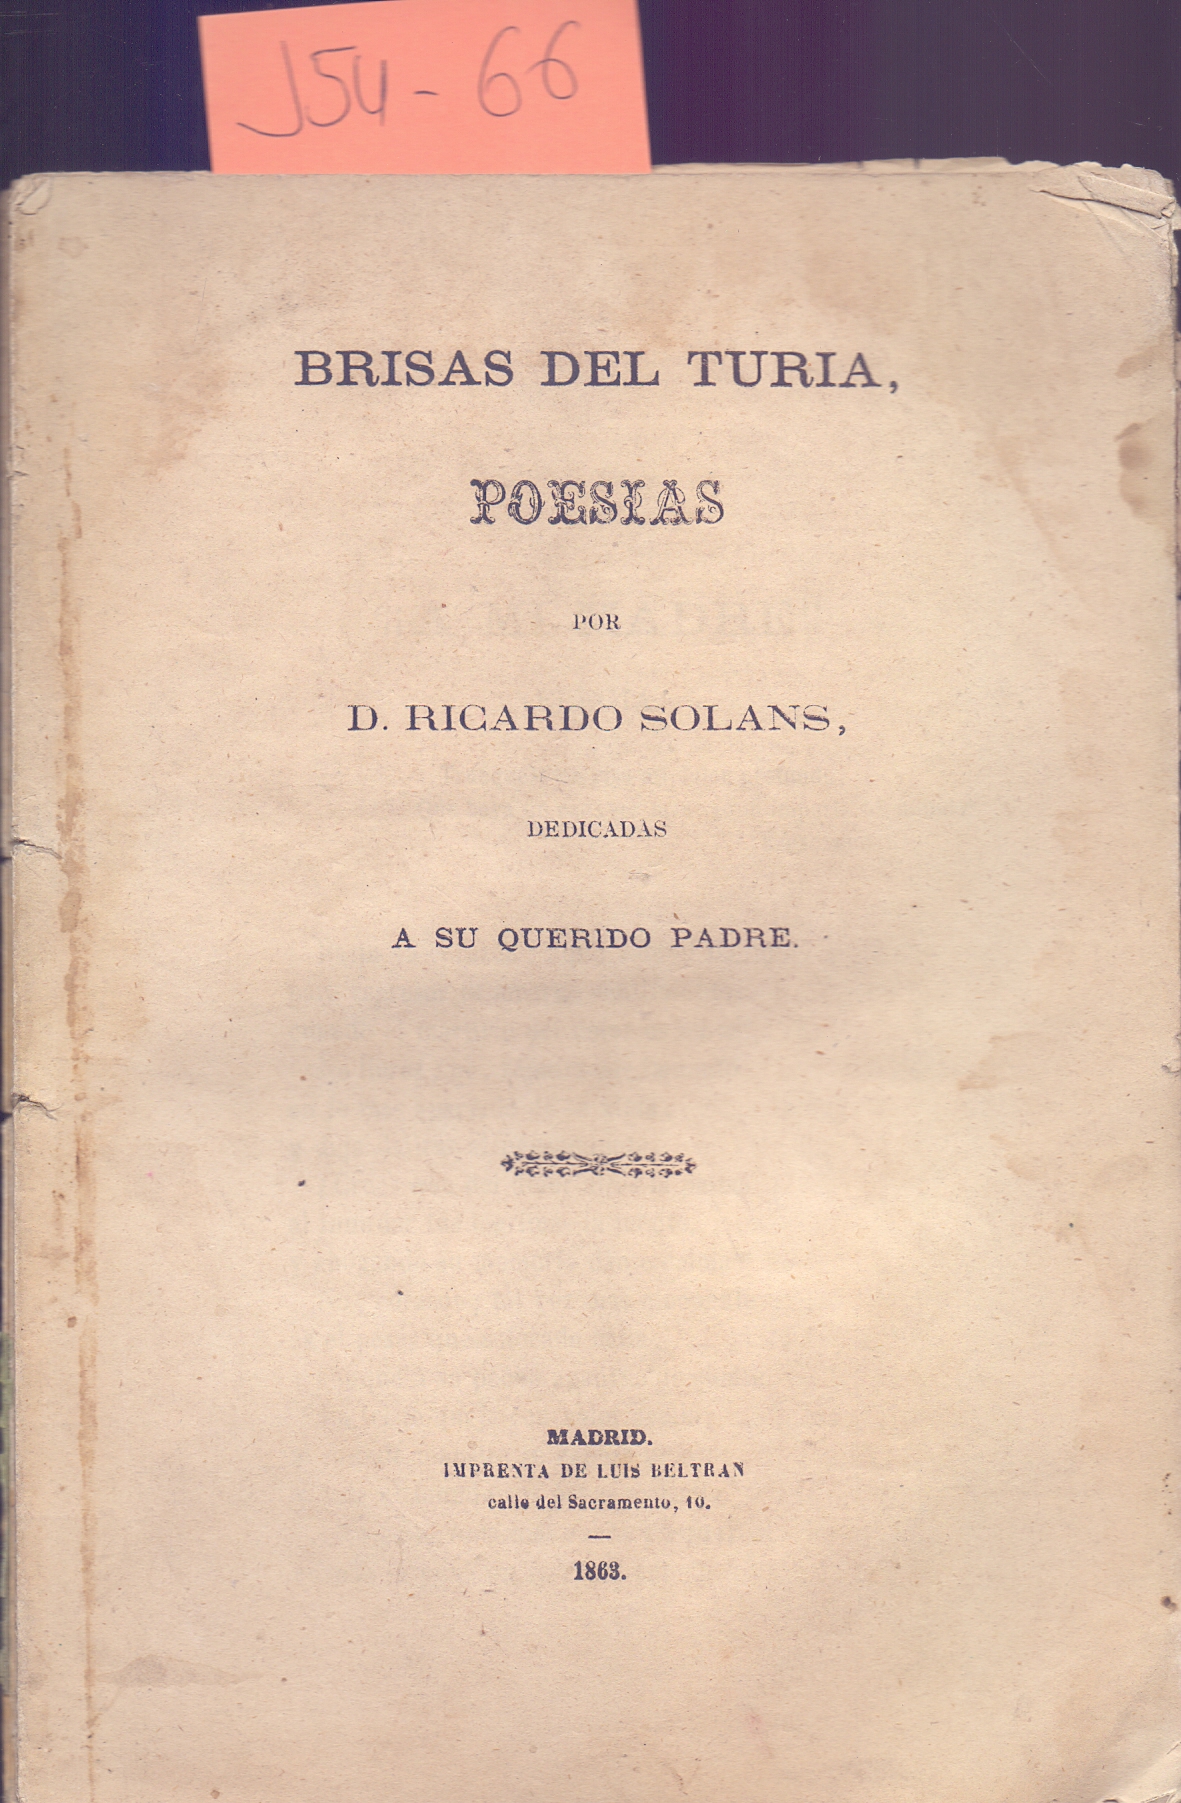 J54-66
BRISAS DEL TURIA,
POESIAS
POR
D. RICARDO SOLANS,
DEDICADAS
A SU QUERIDO PADRE.
MADRID.
IMPRENTA DE LUIS BELTRAN
calle del Sacramento, 10.
1863.